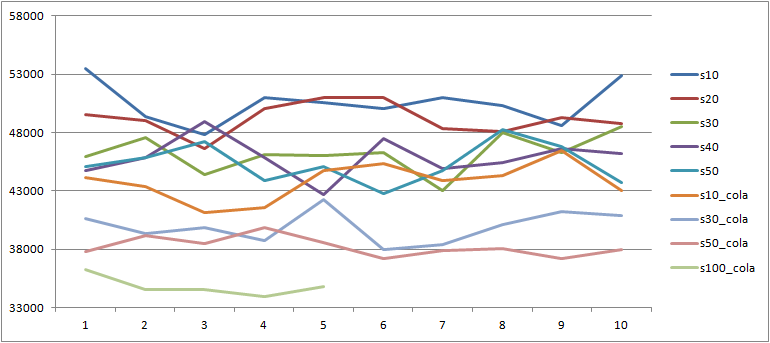 58000
53000
48000
43000
38000
33000
1 2 3 4 5 6 7 8 9 10
s10
s20
s30
s40
s50
s10_cola
s30_cola
s50_cola
s100_cola